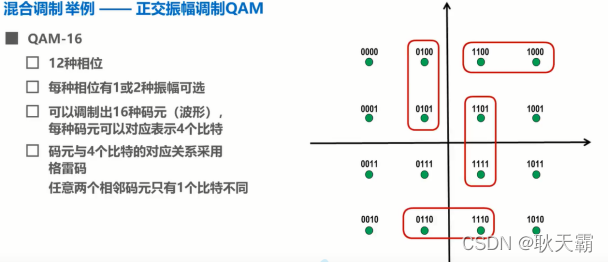 混合调制举例 —— 正交振幅调制QAM
QAM-16
12种相位
每种相位有1或2种振幅可选
可以调制出16种码元（波形），
每种码元可以对应表示4个比特
码元与4个比特的对应关系采用
格雷码
任意两个相邻码元只有1个比特不同
0000 0100 1100 1000
0001 0101 1101 1001
0011 0111 1111 1011
0010 0110 1110 1010
CSDN @耿天霸